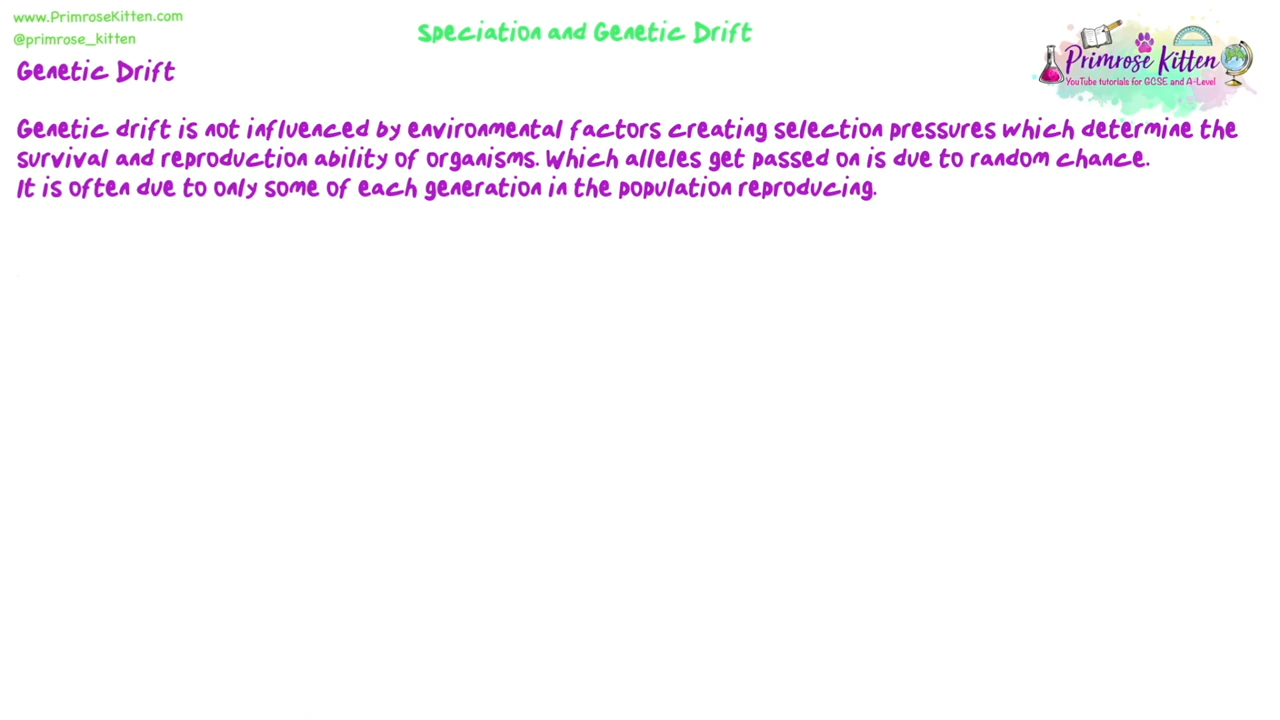 www.PrimroseKitten.com
@primrose_kitten
Speciation and Genetic Drift
Primrose Kitten
YouTube tutorials for GCSE and A-Level
Genetic Drift
Genetic drift is not influenced by environmental factors creating selection pressures which determine the
survival and reproduction ability of organisms. Which alleles get passed on is due to random chance.
It is often due to only some of each generation in the population reproducing.